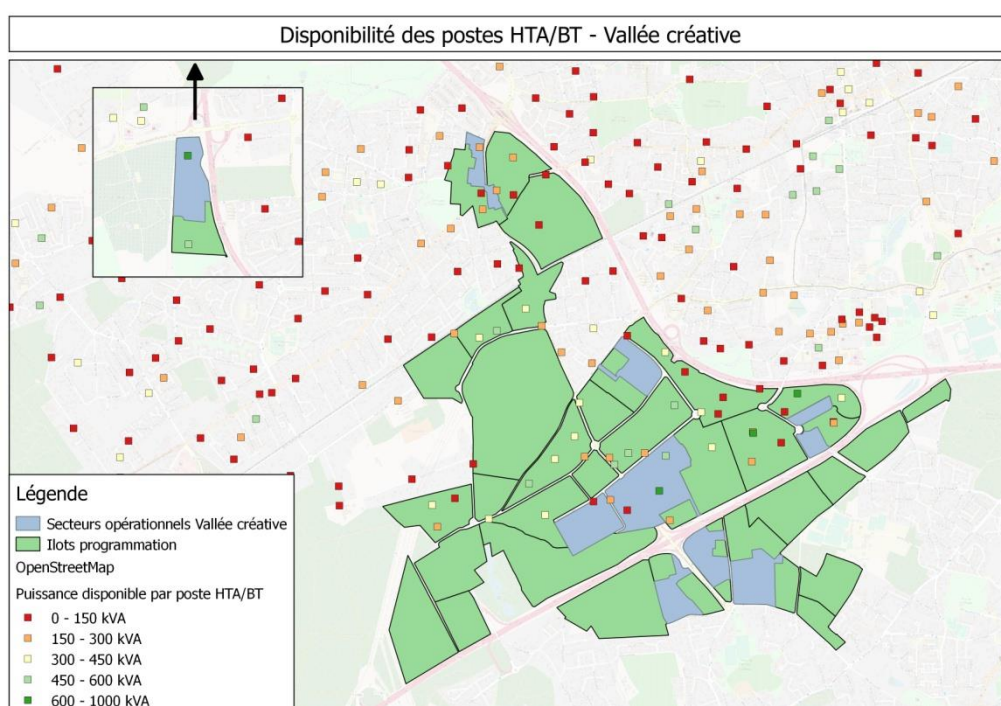 Disponibilité des postes HTA/BT - Vallée créative
Légende
Secteurs opérationnels Vallée créative
Ilots programmation
OpenStreetMap
Puissance disponible par poste HTA/BT
0 - 150 kVA
150 - 300 kVA
300 - 450 kVA
450 - 600 kVA
600 - 1000 kVA